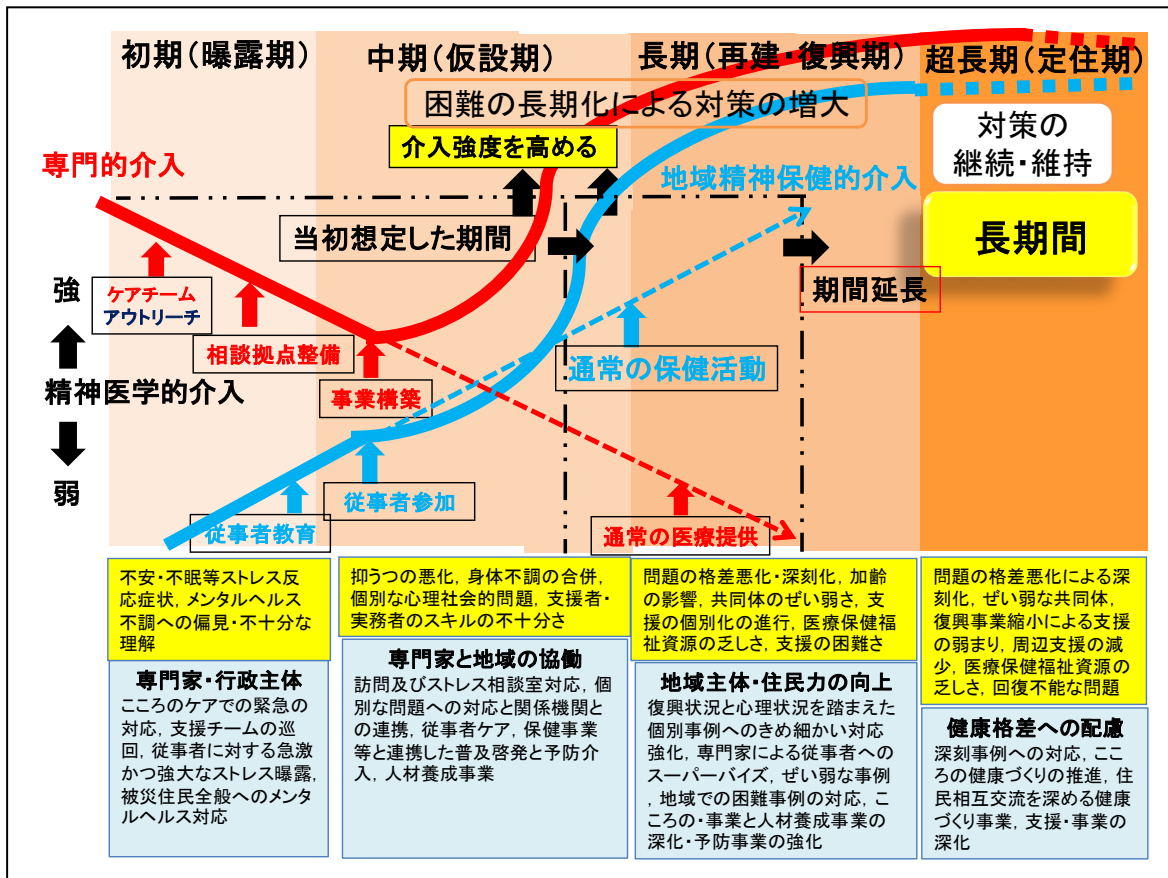 初期(曝露期)
中期(仮設期)
長期(再建・復興期)
超長期(定住期)
困難の長期化による対策の増大
対策の
継続・維持
介入強度を高める
専門的介入
地域精神保健的介入
長期間
当初想定した期間
期間延長
強
ケアチーム
アウトリーチ
相談拠点整備
通常の保健活動
精神医学的介入
事業構築
弱
従事者参加
従事者教育
通常の医療提供
不安・不眠等ストレス反
応症状，メンタルヘルス
不調への偏見・不十分な
理解
専門家・行政主体
こころのケアでの緊急の
対応，支援チームの巡
回，従事者に対する急激
かつ強大なストレス曝露，
被災住民全般へのメンタ
ルヘルス対応
抑うつの悪化，身体不調の合併，
個別な心理社会的問題，支援者・
実務者のスキルの不十分さ
専門家と地域の協働
訪問及びストレス相談室対応，個
別な問題への対応と関係機関と
の連携，従事者ケア，保健事業
等と連携した普及啓発と予防介
入，人材養成事業
問題の格差悪化・深刻化，加齢
の影響，共同体のぜい弱さ，支
援の個別化の進行，医療保健福
祉資源の乏しさ，支援の困難さ
地域主体・住民力の向上
復興状況と心理状況を踏まえた
個別事例へのきめ細かい対応
強化，専門家による従事者への
スーパーバイズ，ぜい弱な事例
，地域での困難事例の対応，こ
ころの・事業と人材養成事業の
深化・予防事業の強化
問題の格差悪化による深
刻化，ぜい弱な共同体，
復興事業縮小による支援
の弱まり，周辺支援の減
少，医療保健福祉資源の
乏しさ，回復不能な問題
健康格差への配慮
深刻事例への対応，こころ
の健康づくりの推進，住
民相互交流を深める健康
づくり事業，支援・事業の
深化